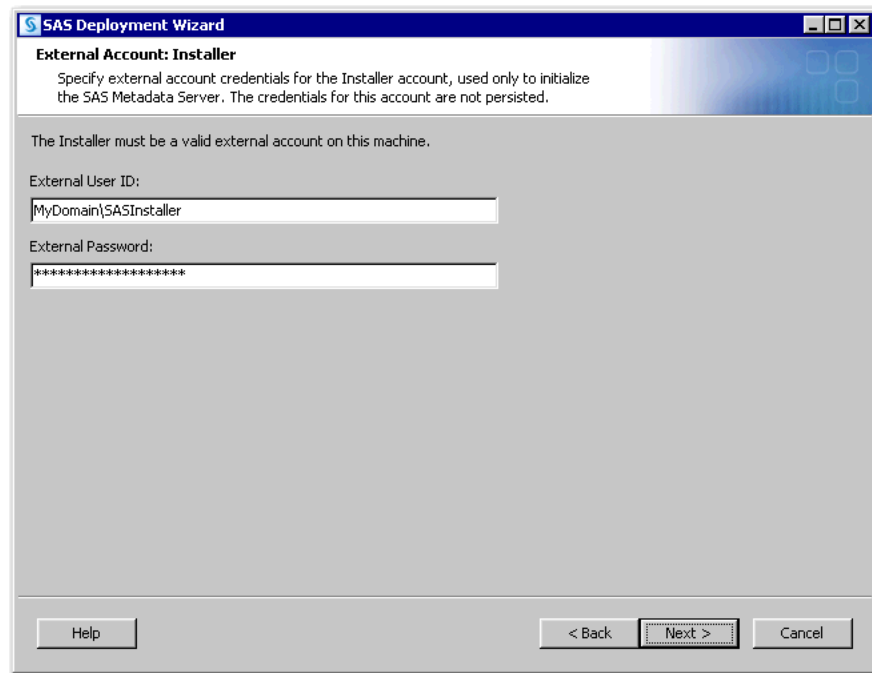 SAS Deployment Wizard
External Account: Installer
Specify external account credentials for the Installer account, used only to initialize
the SAS Metadata Server. The credentials for this account are not persisted.
The Installer must be a valid external account on this machine.
External User ID:
MyDomain\SASInstaller
External Password:
*******************
Help
< Back
Next >
Cancel